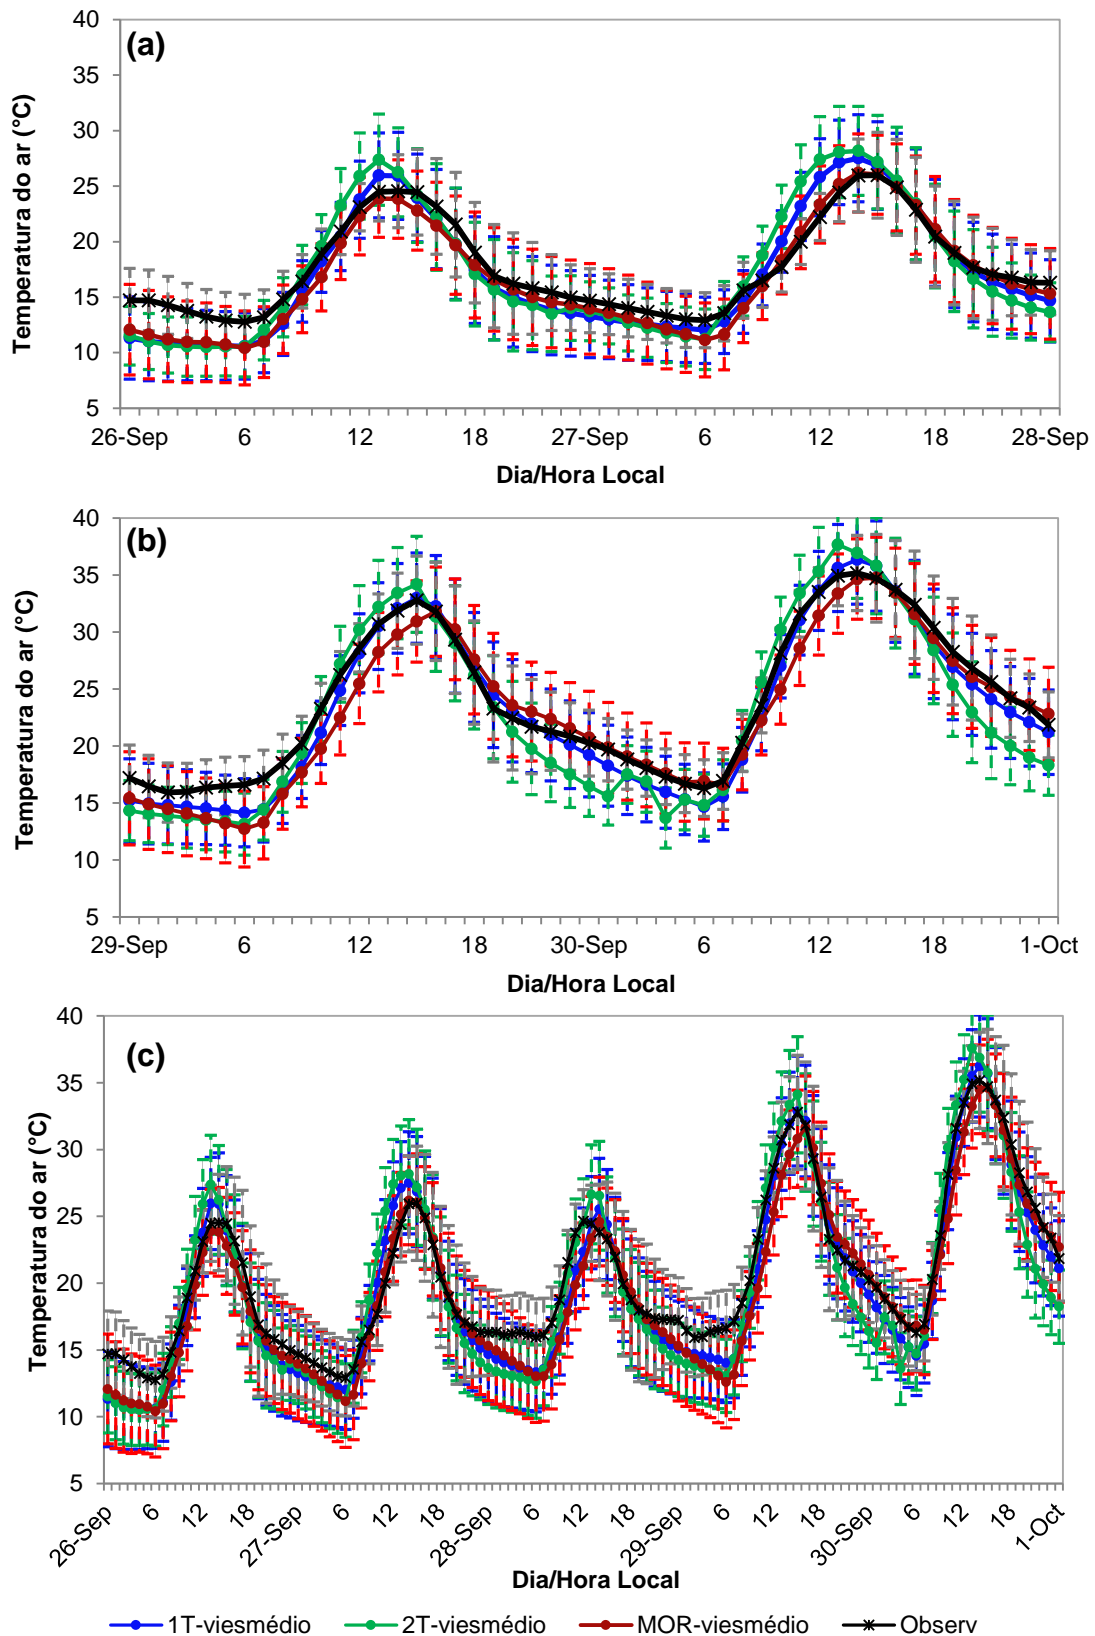 (a)
Temperatura do ar (°C)
40
35
30
25
20
15
10
5
26-Sep 6 12 18 27-Sep 6 12 18 28-Sep
Dia/Hora Local
(b)
Temperatura do ar (°C)
40
35
30
25
20
15
10
5
29-Sep 6 12 18 30-Sep 6 12 18 1-Oct
Dia/Hora Local
(c)
Temperatura do ar (°C)
40
35
30
25
20
15
10
5
26-Sep 6 12 18 27-Sep 6 12 18 28-Sep 6 12 18 29-Sep 6 12 18 30-Sep 6 12 18 1-Oct
Dia/Hora Local
1T-viesmédio 2T-viesmédio MOR-viesmédio Observ